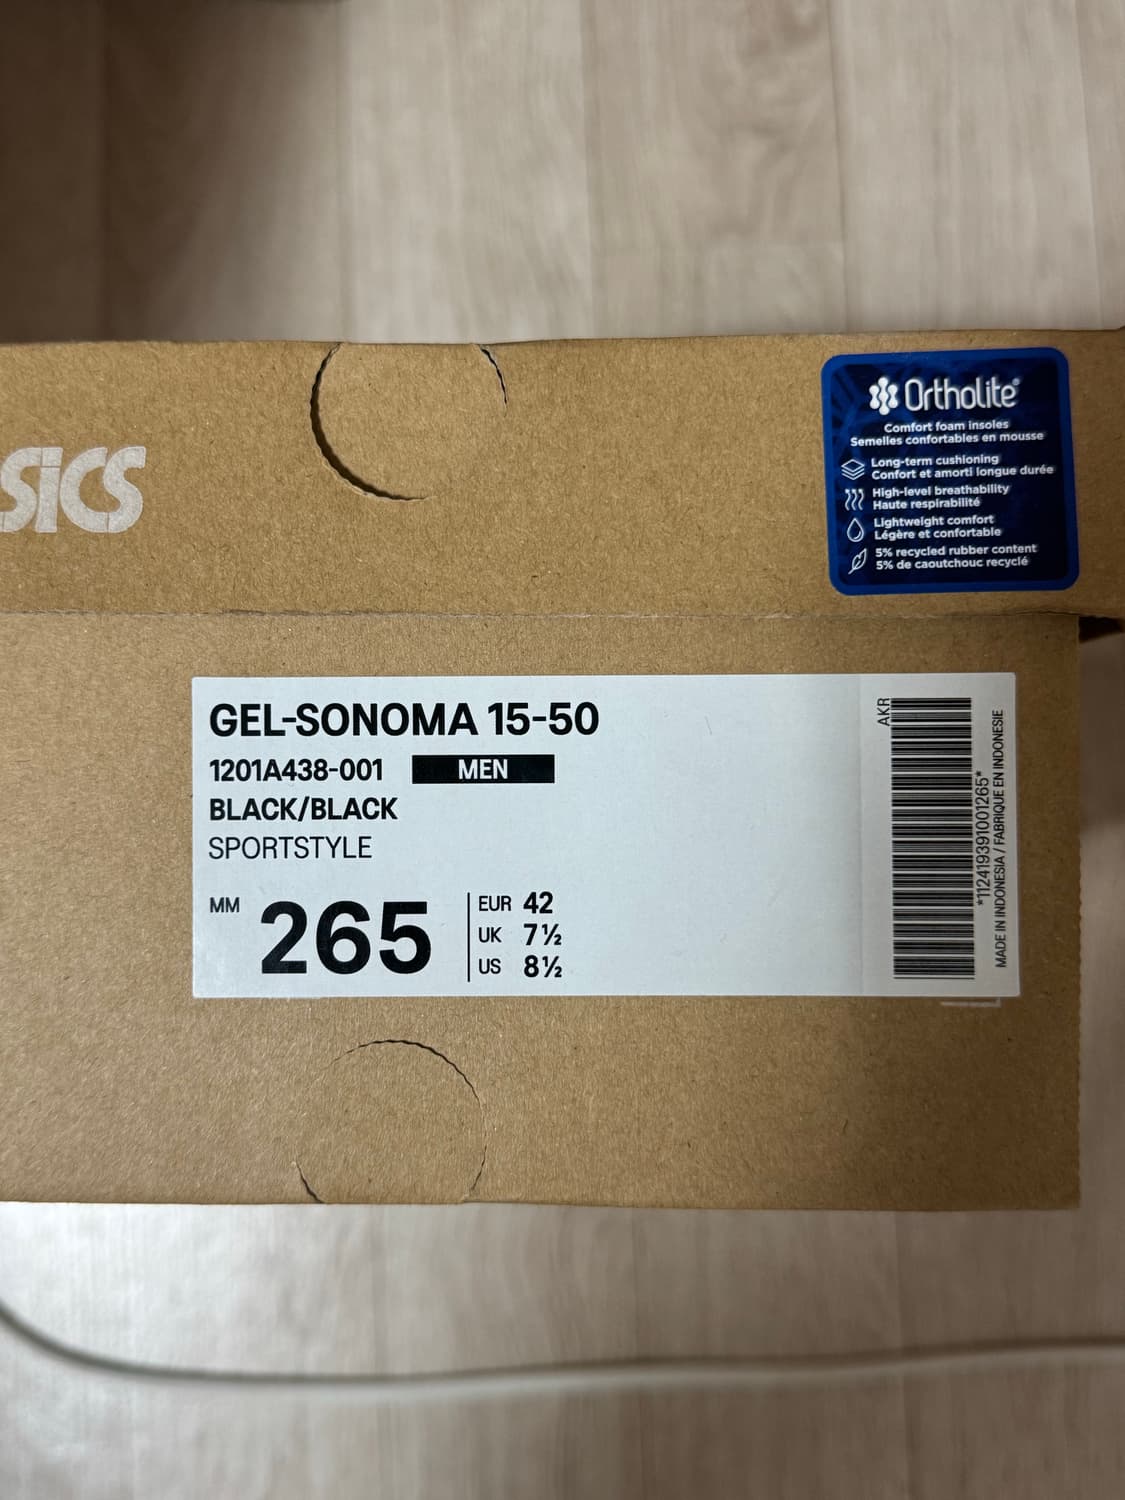 sics
Ortholite®
Comfort foam insoles
Semelles confortables en mousse
Long-term cushioning
Confort et amorti longue durée
High-level breathability
Haute respirabilité
Lightweight comfort
Légère et confortable
5% recycled rubber content
5% de caoutchouc recyclé
GEL-SONOMA 15-50
1201A438-001 MEN
BLACK/BLACK
SPORTSTYLE
MM 265
EUR 42
UK 7½
US 8½
AKR
*112419391001265*
MADE IN INDONESIA / FABRIQUE EN INDONESIE